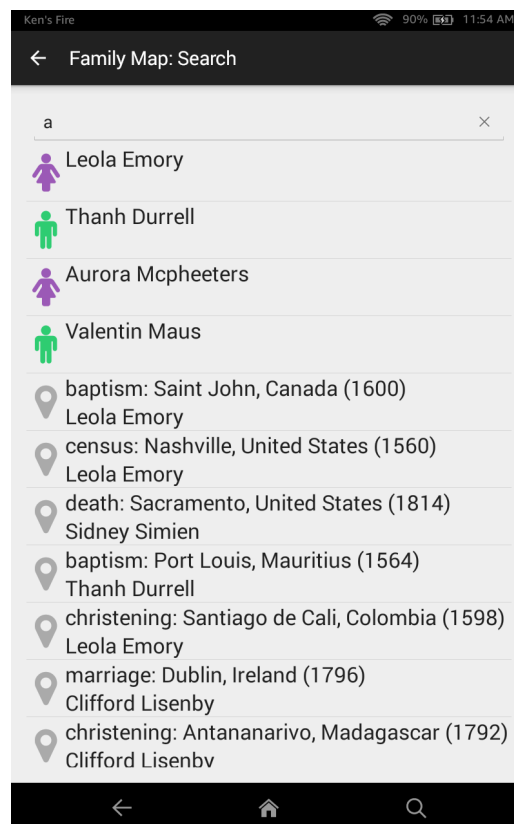 Ken's Fire 90% 11:54 AM
Family Map: Search
a
Leola Emory
Thanh Durrell
Aurora Mcpheeters
Valentin Maus
baptism: Saint John, Canada (1600)
Leola Emory
census: Nashville, United States (1560)
Leola Emory
death: Sacramento, United States (1814)
Sidney Simien
baptism: Port Louis, Mauritius (1564)
Thanh Durrell
christening: Santiago de Cali, Colombia (1598)
Leola Emory
marriage: Dublin, Ireland (1796)
Clifford Lisenby
christening: Antananarivo, Madagascar (1792)
Clifford Lisenby